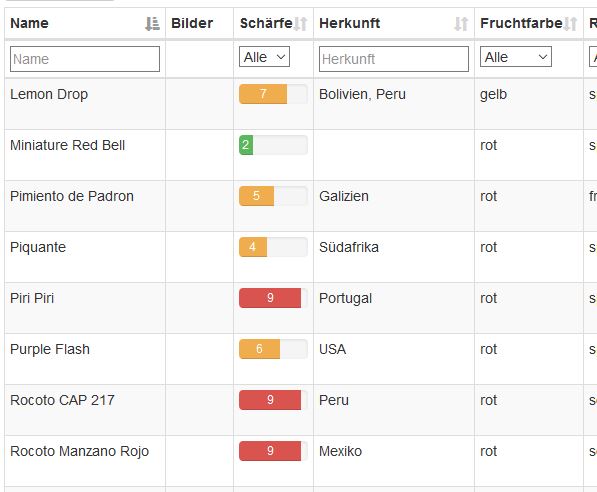 Name Bilder Schärfe Herkunft Fruchtfarbe
Name Alle Herkunft Alle
Lemon Drop 7 Bolivien, Peru gelb
Miniature Red Bell 2 rot
Pimiento de Padron 5 Galizien rot
Piquante 4 Südafrika rot
Piri Piri 9 Portugal rot
Purple Flash 6 USA rot
Rocoto CAP 217 9 Peru rot
Rocoto Manzano Rojo 9 Mexiko rot